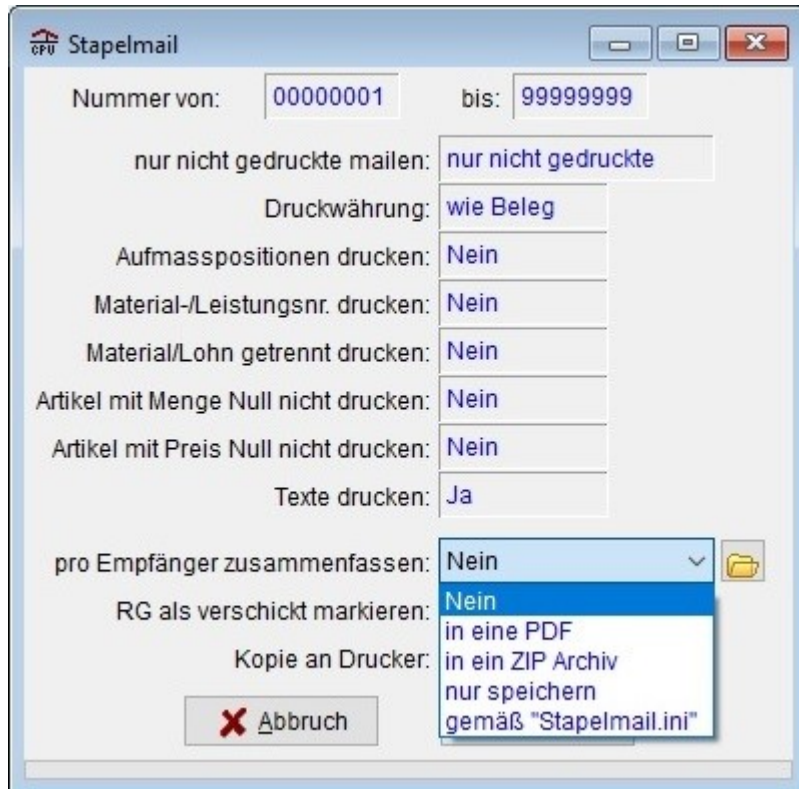 CPU Stapelmail
Nummer von: 00000001 bis: 99999999
nur nicht gedruckte mailen: nur nicht gedruckte
Druckwährung: wie Beleg
Aufmasspositionen drucken: Nein
Material-/Leistungsnr. drucken: Nein
Material/Lohn getrennt drucken: Nein
Artikel mit Menge Null nicht drucken: Nein
Artikel mit Preis Null nicht drucken: Nein
Texte drucken: Ja
pro Empfänger zusammenfassen: Nein
Nein
RG als verschickt markieren: in eine PDF
in ein ZIP Archiv
Kopie an Drucker: nur speichern
Abbruch gemäß "Stapelmail.ini"